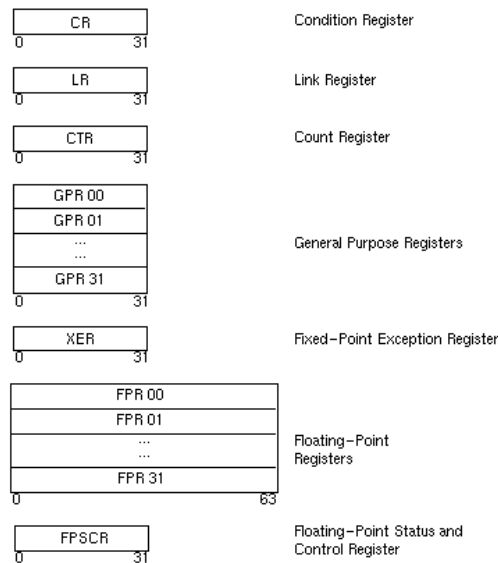 CR Condition Register
0 31
LR Link Register
0 31
CTR Count Register
0 31
GPR 00
GPR 01
...
... General Purpose Registers
GPR 31
0 31
XER Fixed-Point Exception Register
0 31
FPR 00
FPR 01
... Floating-Point
... Registers
FPR 31
0 63
FPSCR Floating-Point Status and
Control Register
0 31